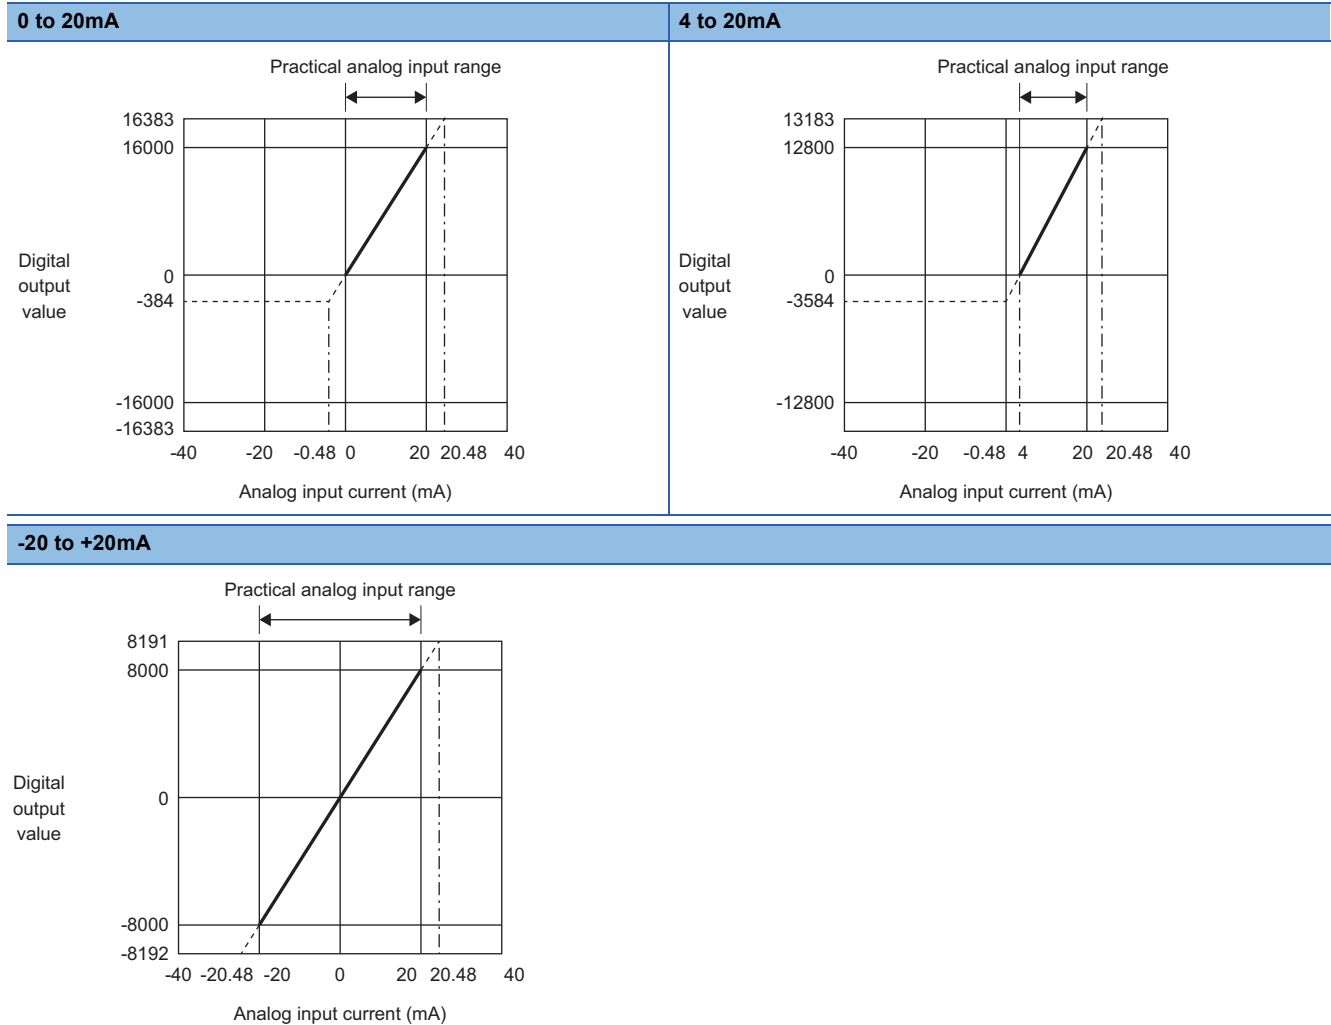 0 to 20mA
Practical analog input range
16383
16000
0
-384
-16000
-16383
Digital
output
value
-40 -20 -0.48 0 20 20.48 40
Analog input current (mA)
4 to 20mA
Practical analog input range
13183
12800
0
-3584
-12800
Digital
output
value
-40 -20 -0.48 4 20 20.48 40
Analog input current (mA)
-20 to +20mA
Practical analog input range
8191
8000
0
-8000
-8192
Digital
output
value
-40 -20.48 -20 0 20 20.48 40
Analog input current (mA)